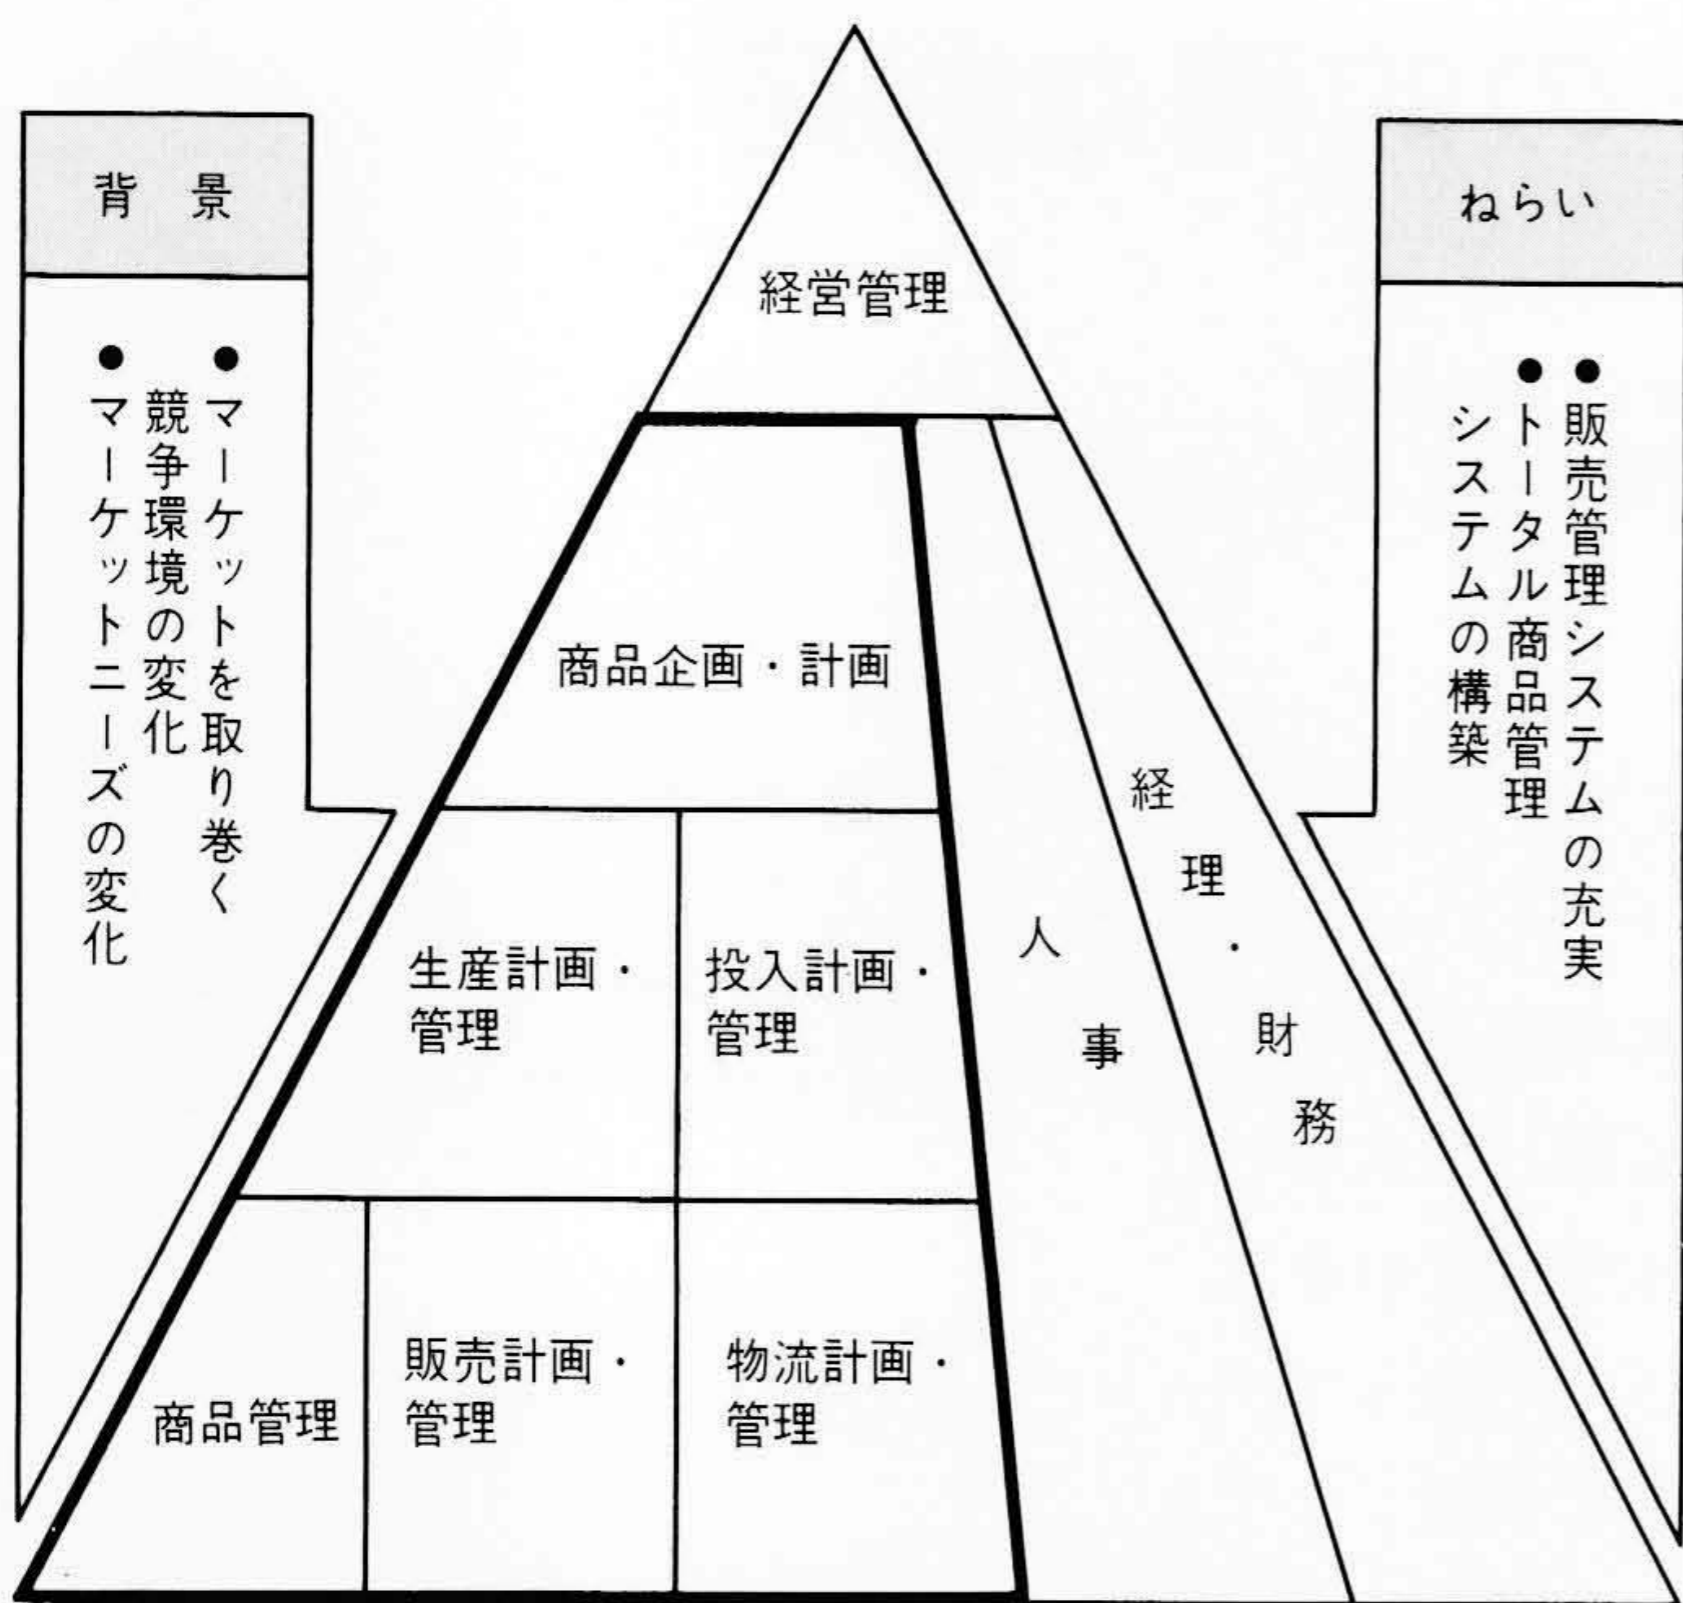 背 景
●マーケットを取り巻く
競争環境の変化
●マーケットニーズの変化
経営管理
商品企画・計画
生産計画・
管理
投入計画・
管理
商品管理
販売計画・
管理
物流計画・
管理
人事
経理・財務
ねらい
●販売管理システムの充実
●トータル商品管理
システムの構築